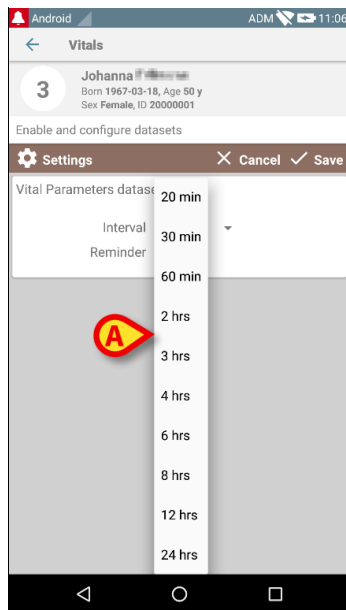 Android ADM 11:06
Vitals
3
Johanna
Born 1967-03-18, Age 50 y
Sex Female, ID 20000001
Enable and configure datasets
Settings Cancel Save
Vital Parameters
Interval
Reminder
20 min
30 min
60 min
2 hrs
3 hrs
4 hrs
6 hrs
8 hrs
12 hrs
24 hrs
A